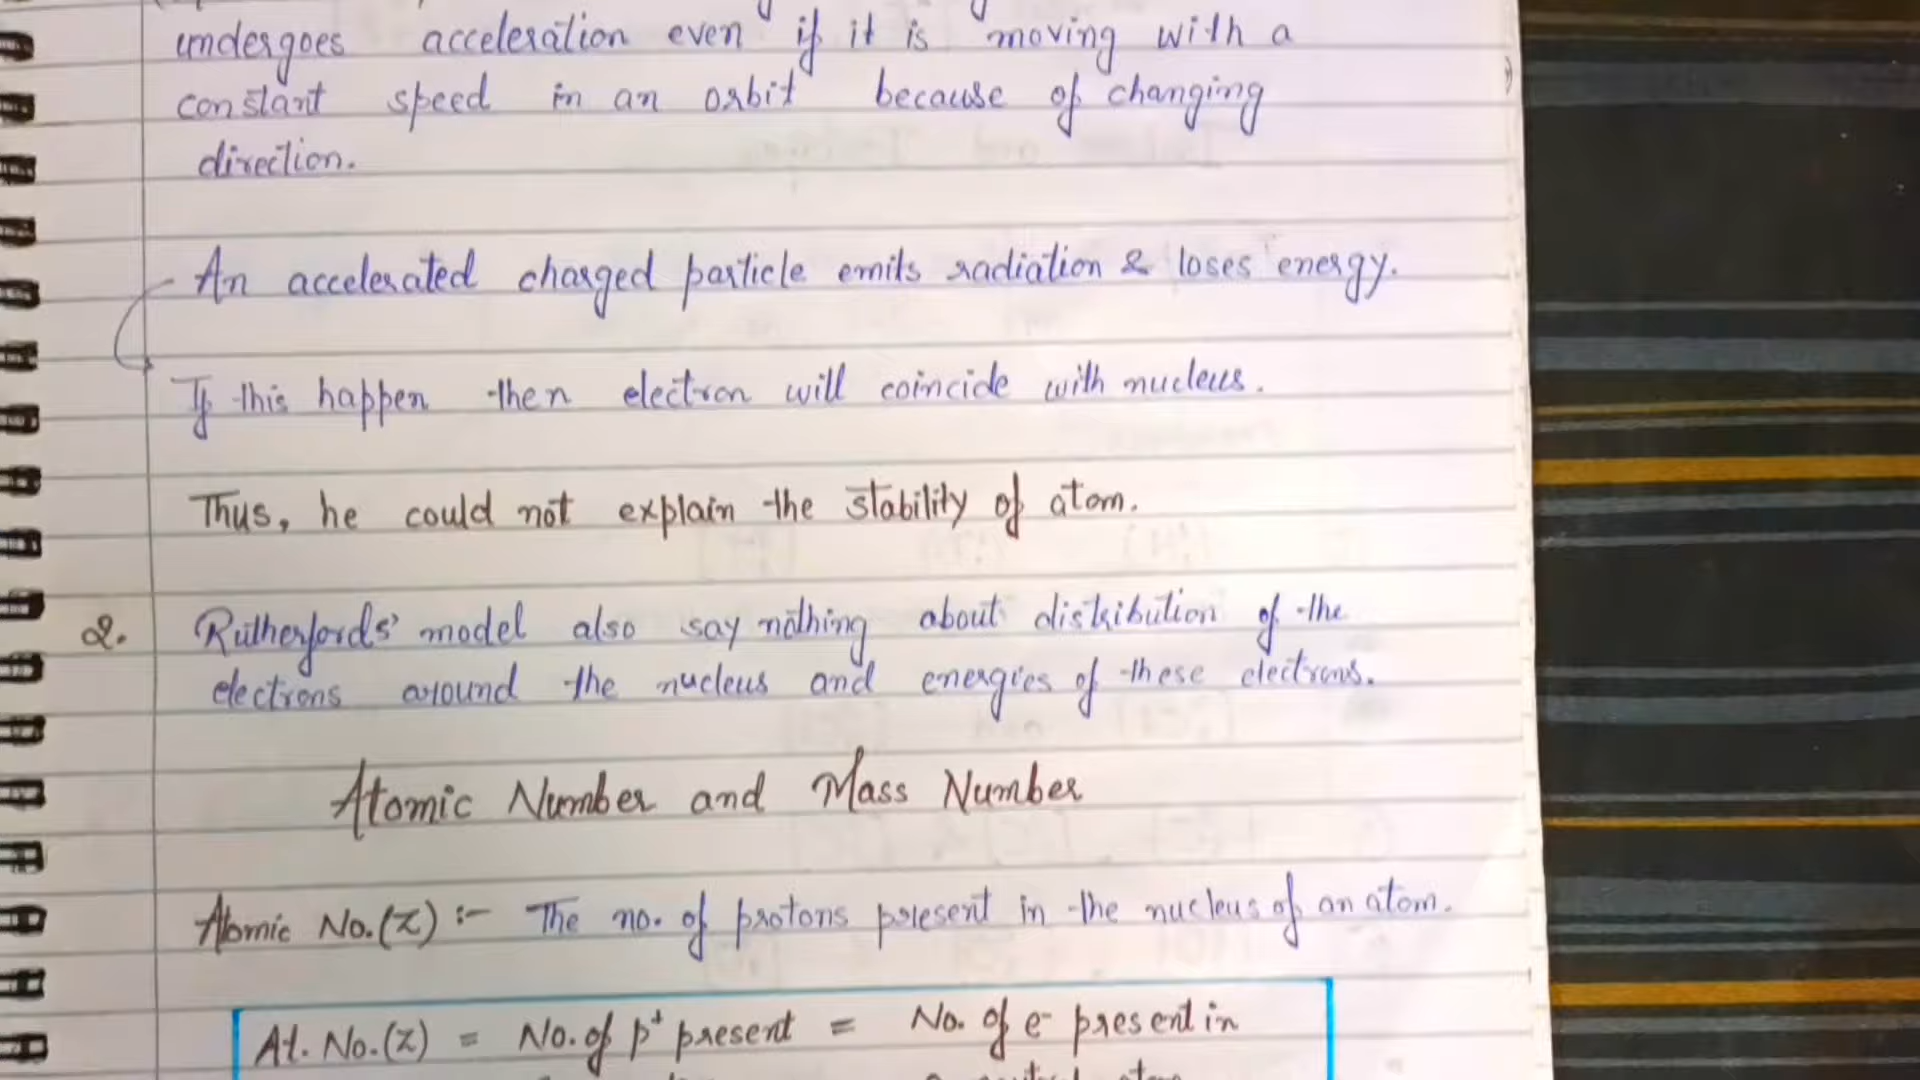 undergoes acceleration even if it is moving with a
constant speed in an orbit because of changing
direction.
An accelerated charged particle emits radiation & loses energy.
If this happen then electron will coincide with nucleus.
Thus, he could not explain the stability of atom.
2. Rutherfords' model also say nothing about distribution of the
electrons around the nucleus and energies of these electrons.
Atomic Number and Mass Number
Atomic No.(Z) :- The no. of protons present in the nucleus of an atom.
At. No.(Z) = No. of p⁺ present = No. of e⁻ present in